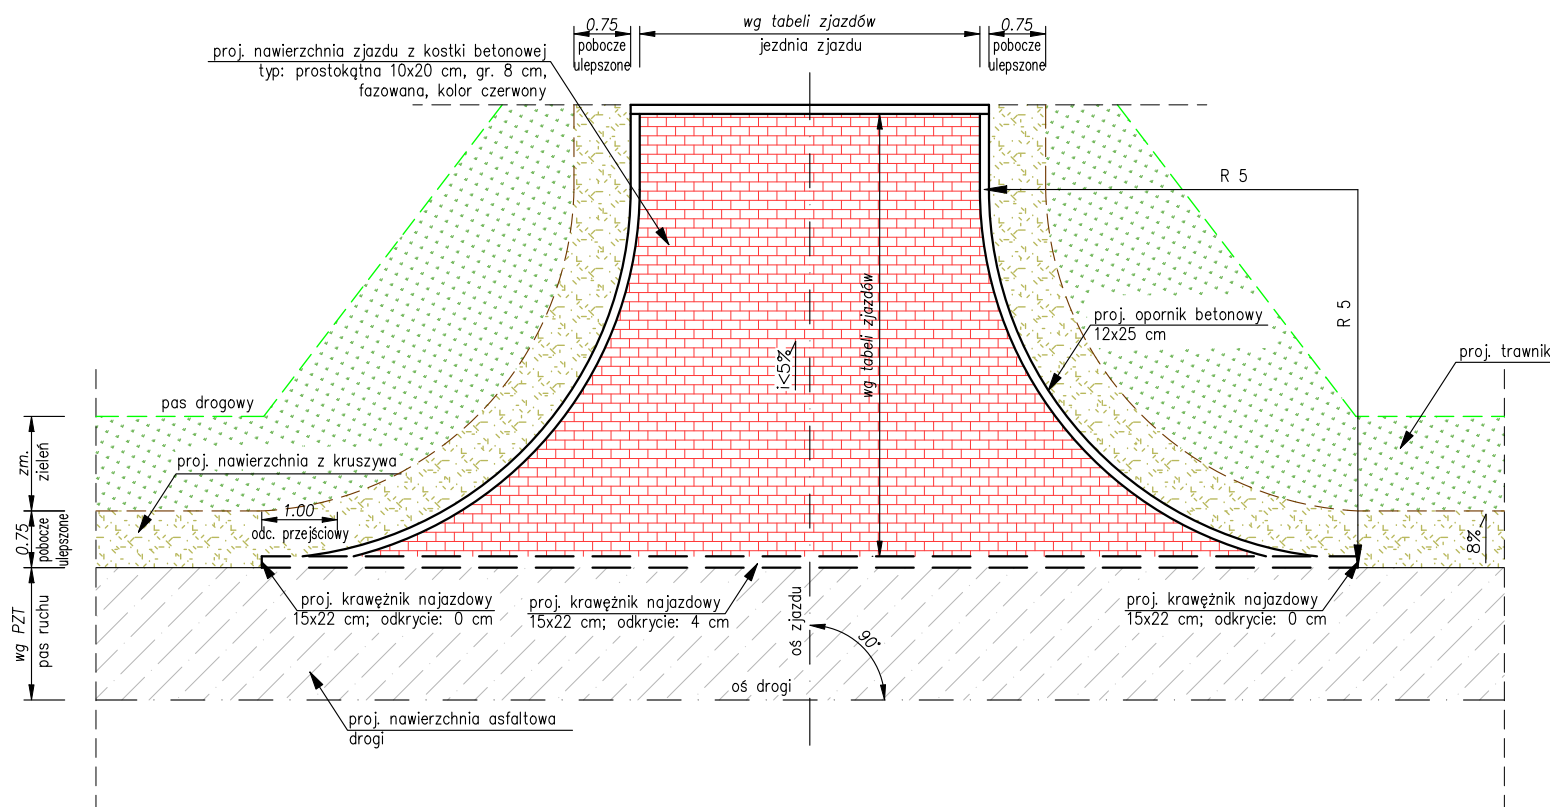 0.75
pobocze
ulepszone
wg tabeli zjazdów
jezdnia zjazdu
0.75
pobocze
ulepszone
proj. nawierzchnia zjazdu z kostki betonowej
typ: prostokątna 10x20 cm, gr. 8 cm,
fazowana, kolor czerwony
R 5
R 5
wg tabeli zjazdów
i<5%
proj. opornik betonowy
12x25 cm
proj. trawnik
pas drogowy
zm.
zieleń
proj. nawierzchnia z kruszywa
1.00
odc. przejściowy
0.75
pobocze
ulepszone
8%
proj. krawężnik najazdowy
15x22 cm; odkrycie: 0 cm
proj. krawężnik najazdowy
15x22 cm; odkrycie: 4 cm
proj. krawężnik najazdowy
15x22 cm; odkrycie: 0 cm
wg PZT
pas ruchu
oś zjazdu
90°
oś drogi
proj. nawierzchnia asfaltowa
drogi